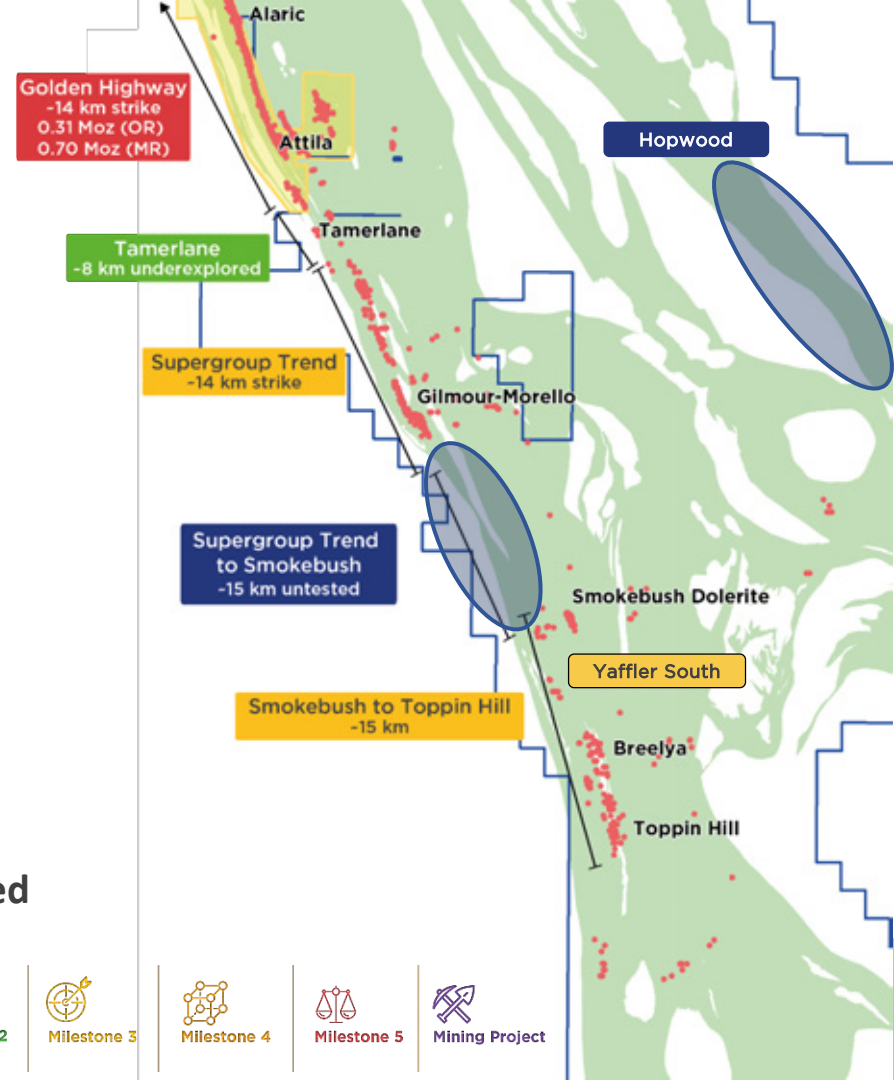 Alaric
Golden Highway
~14 km strike
0.31 Moz (OR)
0.70 Moz (MR)
Attila
Hopwood
Tamerlane
Tamerlane
~8 km underexplored
Supergroup Trend
~14 km strike
Gilmour-Morello
Supergroup Trend
to Smokebush
~15 km untested
Smokebush Dolerite
Yaffler South
Smokebush to Toppin Hill
~15 km
Breelya
Toppin Hill
ed
2
Milestone 3
Milestone 4
Milestone 5
Mining Project